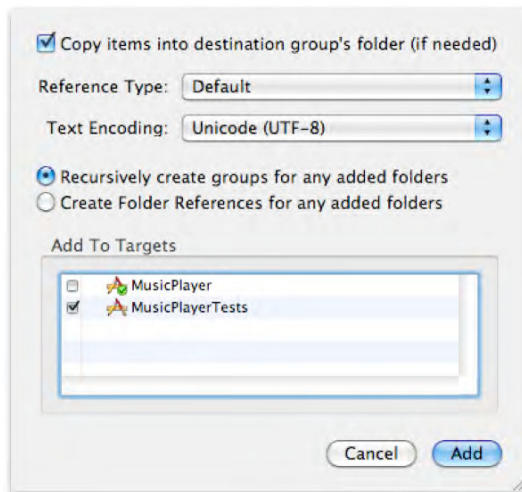 Copy items into destination group's folder (if needed)
Reference Type: Default
Text Encoding: Unicode (UTF-8)
Recursively create groups for any added folders
Create Folder References for any added folders
Add To Targets
MusicPlayer
MusicPlayerTests
Cancel Add